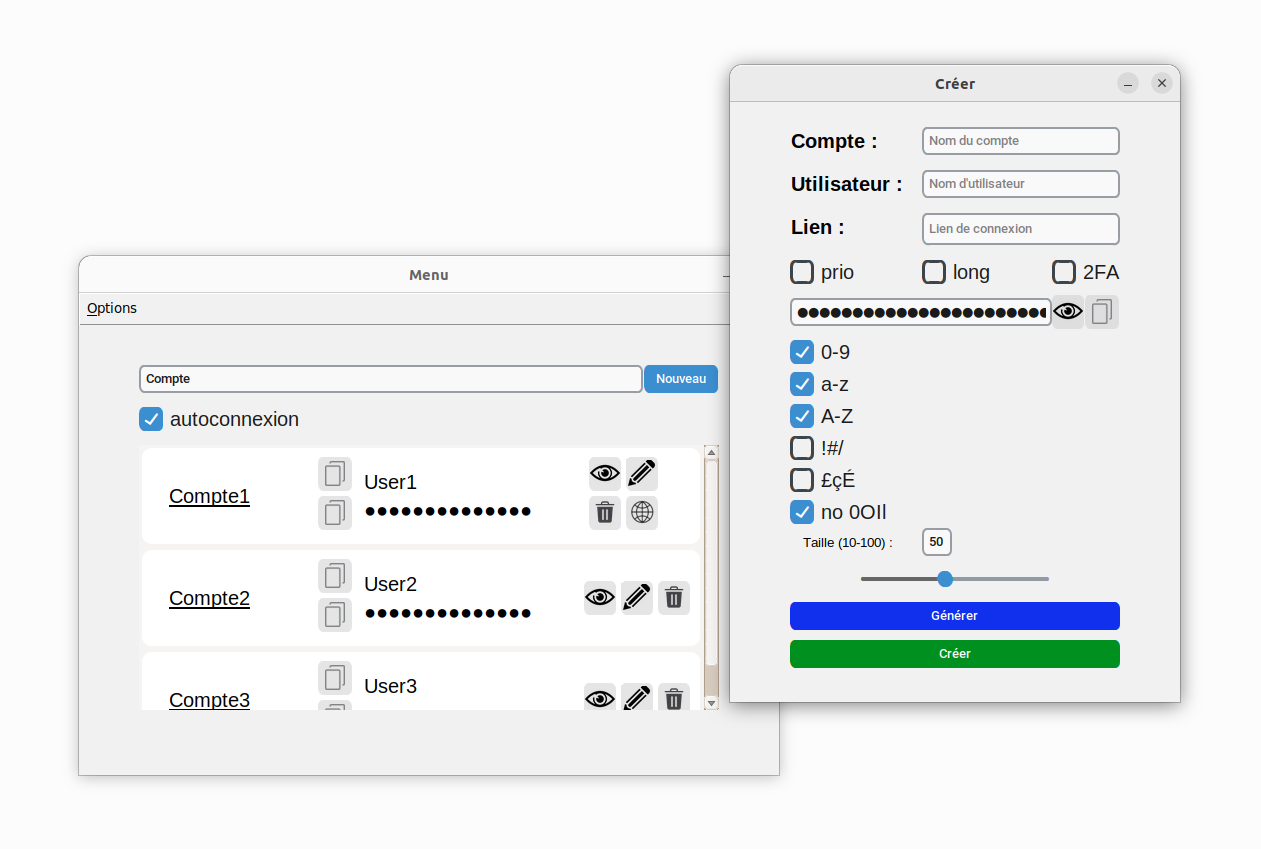 Menu
Options
Compte
Nouveau
autoconnexion
Compte1
User1
●●●●●●●●●●●●●●
Compte2
User2
●●●●●●●●●●●●●●
Compte3
User3
Créer
Compte :
Nom du compte
Utilisateur :
Nom d'utilisateur
Lien :
Lien de connexion
prio
long
2FA
●●●●●●●●●●●●●●●●●●●●●●●
0-9
a-z
A-Z
!#/
£çÉ
no 0OIl
Taille (10-100) :
50
Générer
Créer